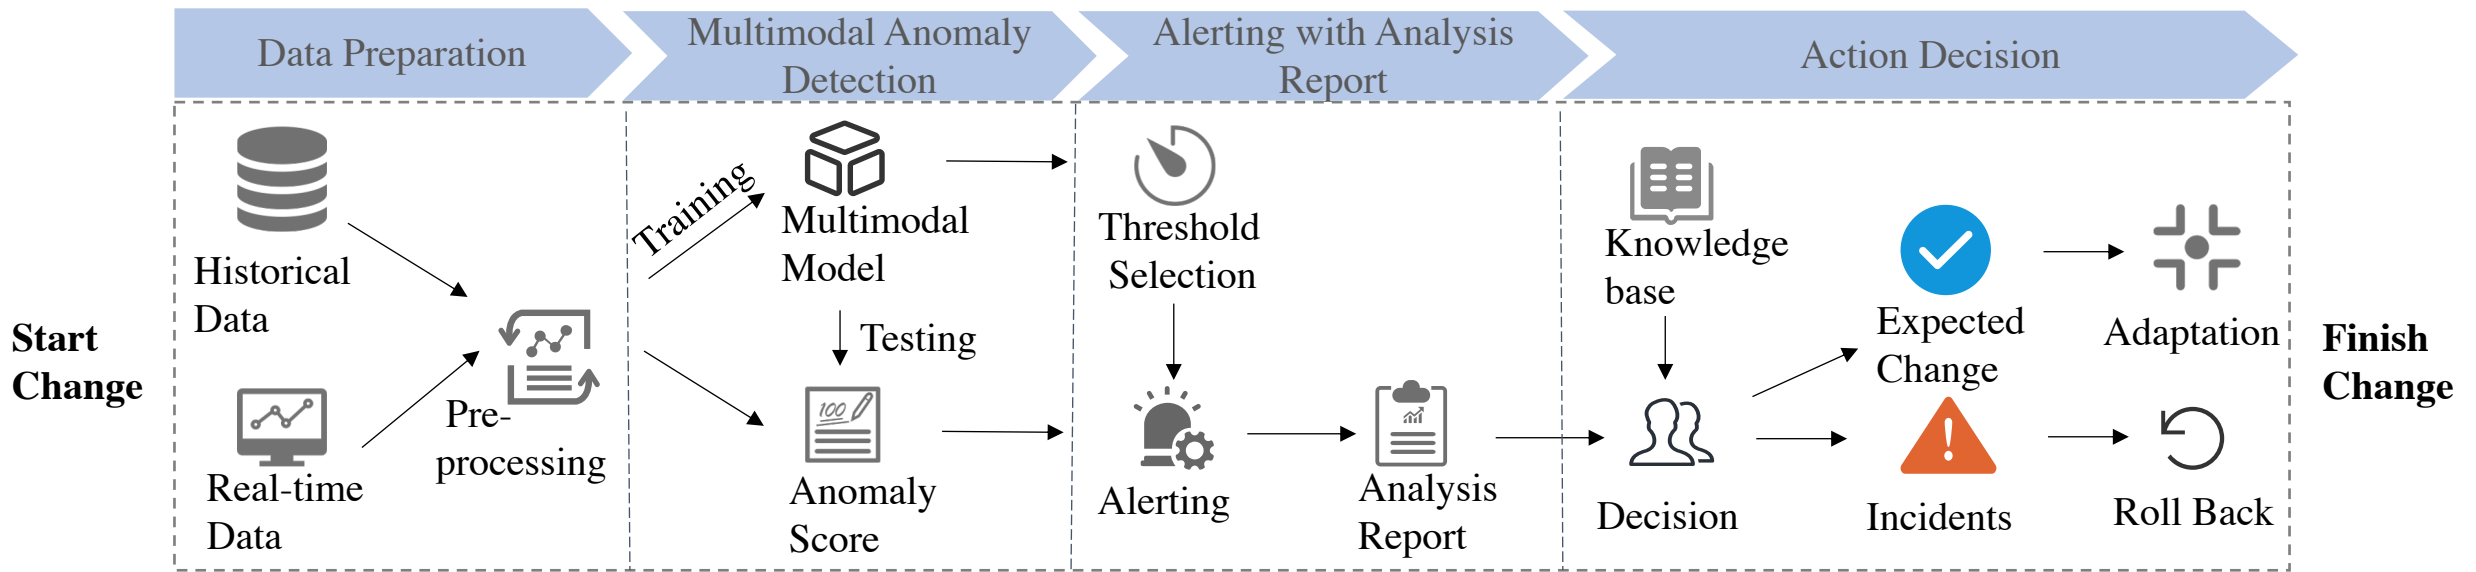 Data Preparation
Multimodal Anomaly
Detection
Alerting with Analysis
Report
Action Decision
Start
Change
Historical
Data
Real-time
Data
Pre-
processing
Training
Multimodal
Model
Testing
100
Anomaly
Score
Threshold
Selection
Alerting
Analysis
Report
Knowledge
base
Decision
Expected
Change
Incidents
Adaptation
Roll Back
Finish
Change